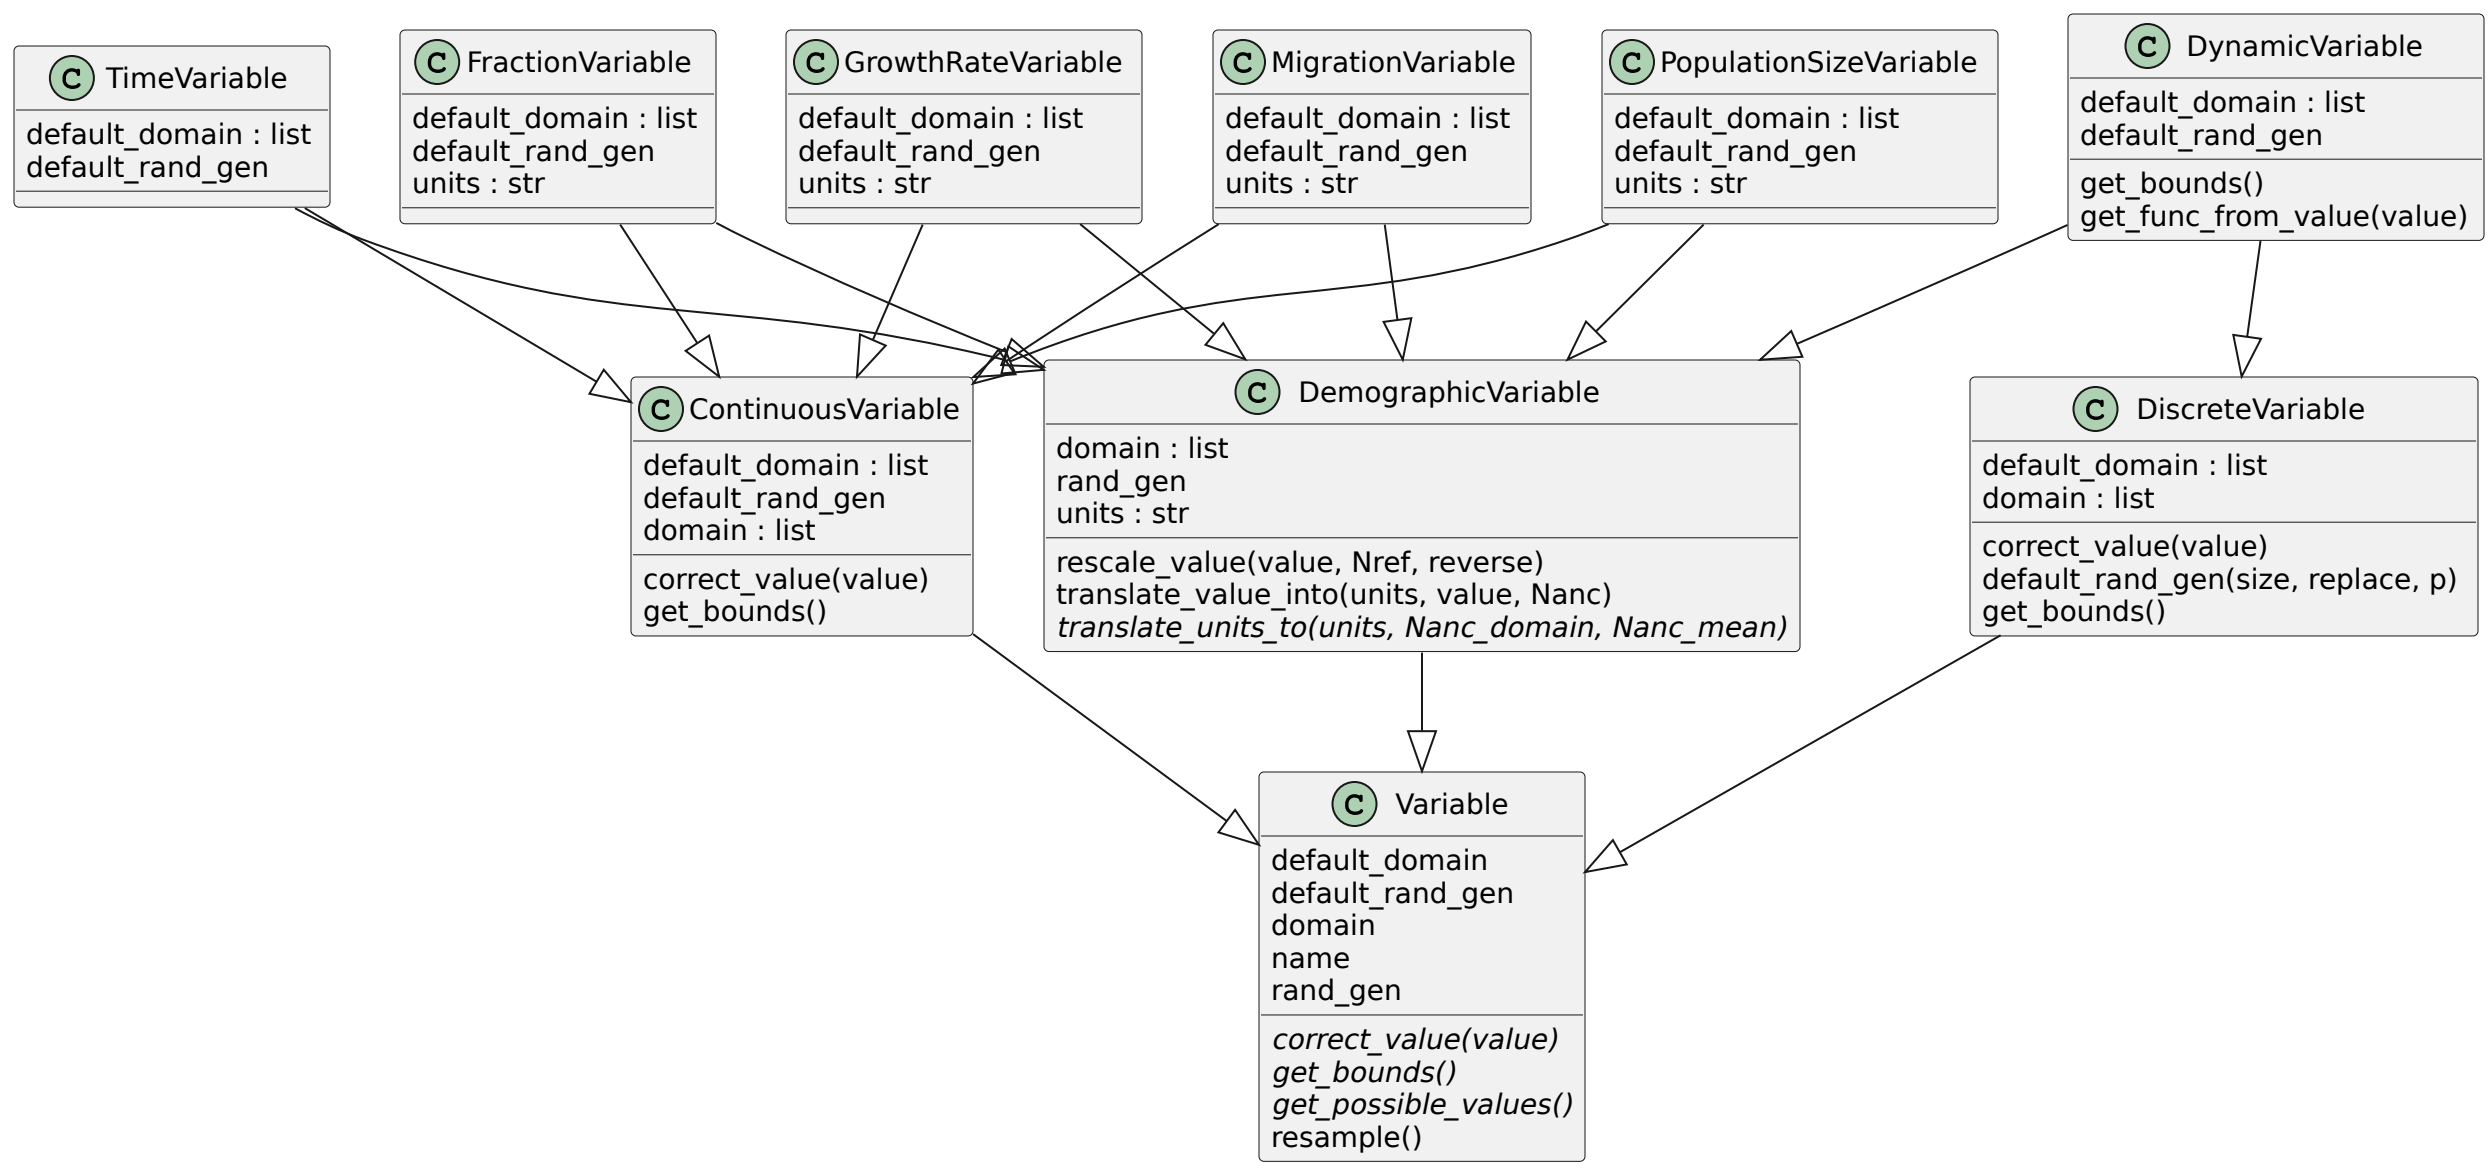 C TimeVariable
default_domain : list
default_rand_gen
C FractionVariable
default_domain : list
default_rand_gen
units : str
C GrowthRateVariable
default_domain : list
default_rand_gen
units : str
C MigrationVariable
default_domain : list
default_rand_gen
units : str
C PopulationSizeVariable
default_domain : list
default_rand_gen
units : str
C DynamicVariable
default_domain : list
default_rand_gen
get_bounds()
get_func_from_value(value)
C ContinuousVariable
default_domain : list
default_rand_gen
domain : list
correct_value(value)
get_bounds()
C DemographicVariable
domain : list
rand_gen
units : str
rescale_value(value, Nref, reverse)
translate_value_into(units, value, Nanc)
translate_units_to(units, Nanc_domain, Nanc_mean)
C DiscreteVariable
default_domain : list
domain : list
correct_value(value)
default_rand_gen(size, replace, p)
get_bounds()
C Variable
default_domain
default_rand_gen
domain
name
rand_gen
correct_value(value)
get_bounds()
get_possible_values()
resample()